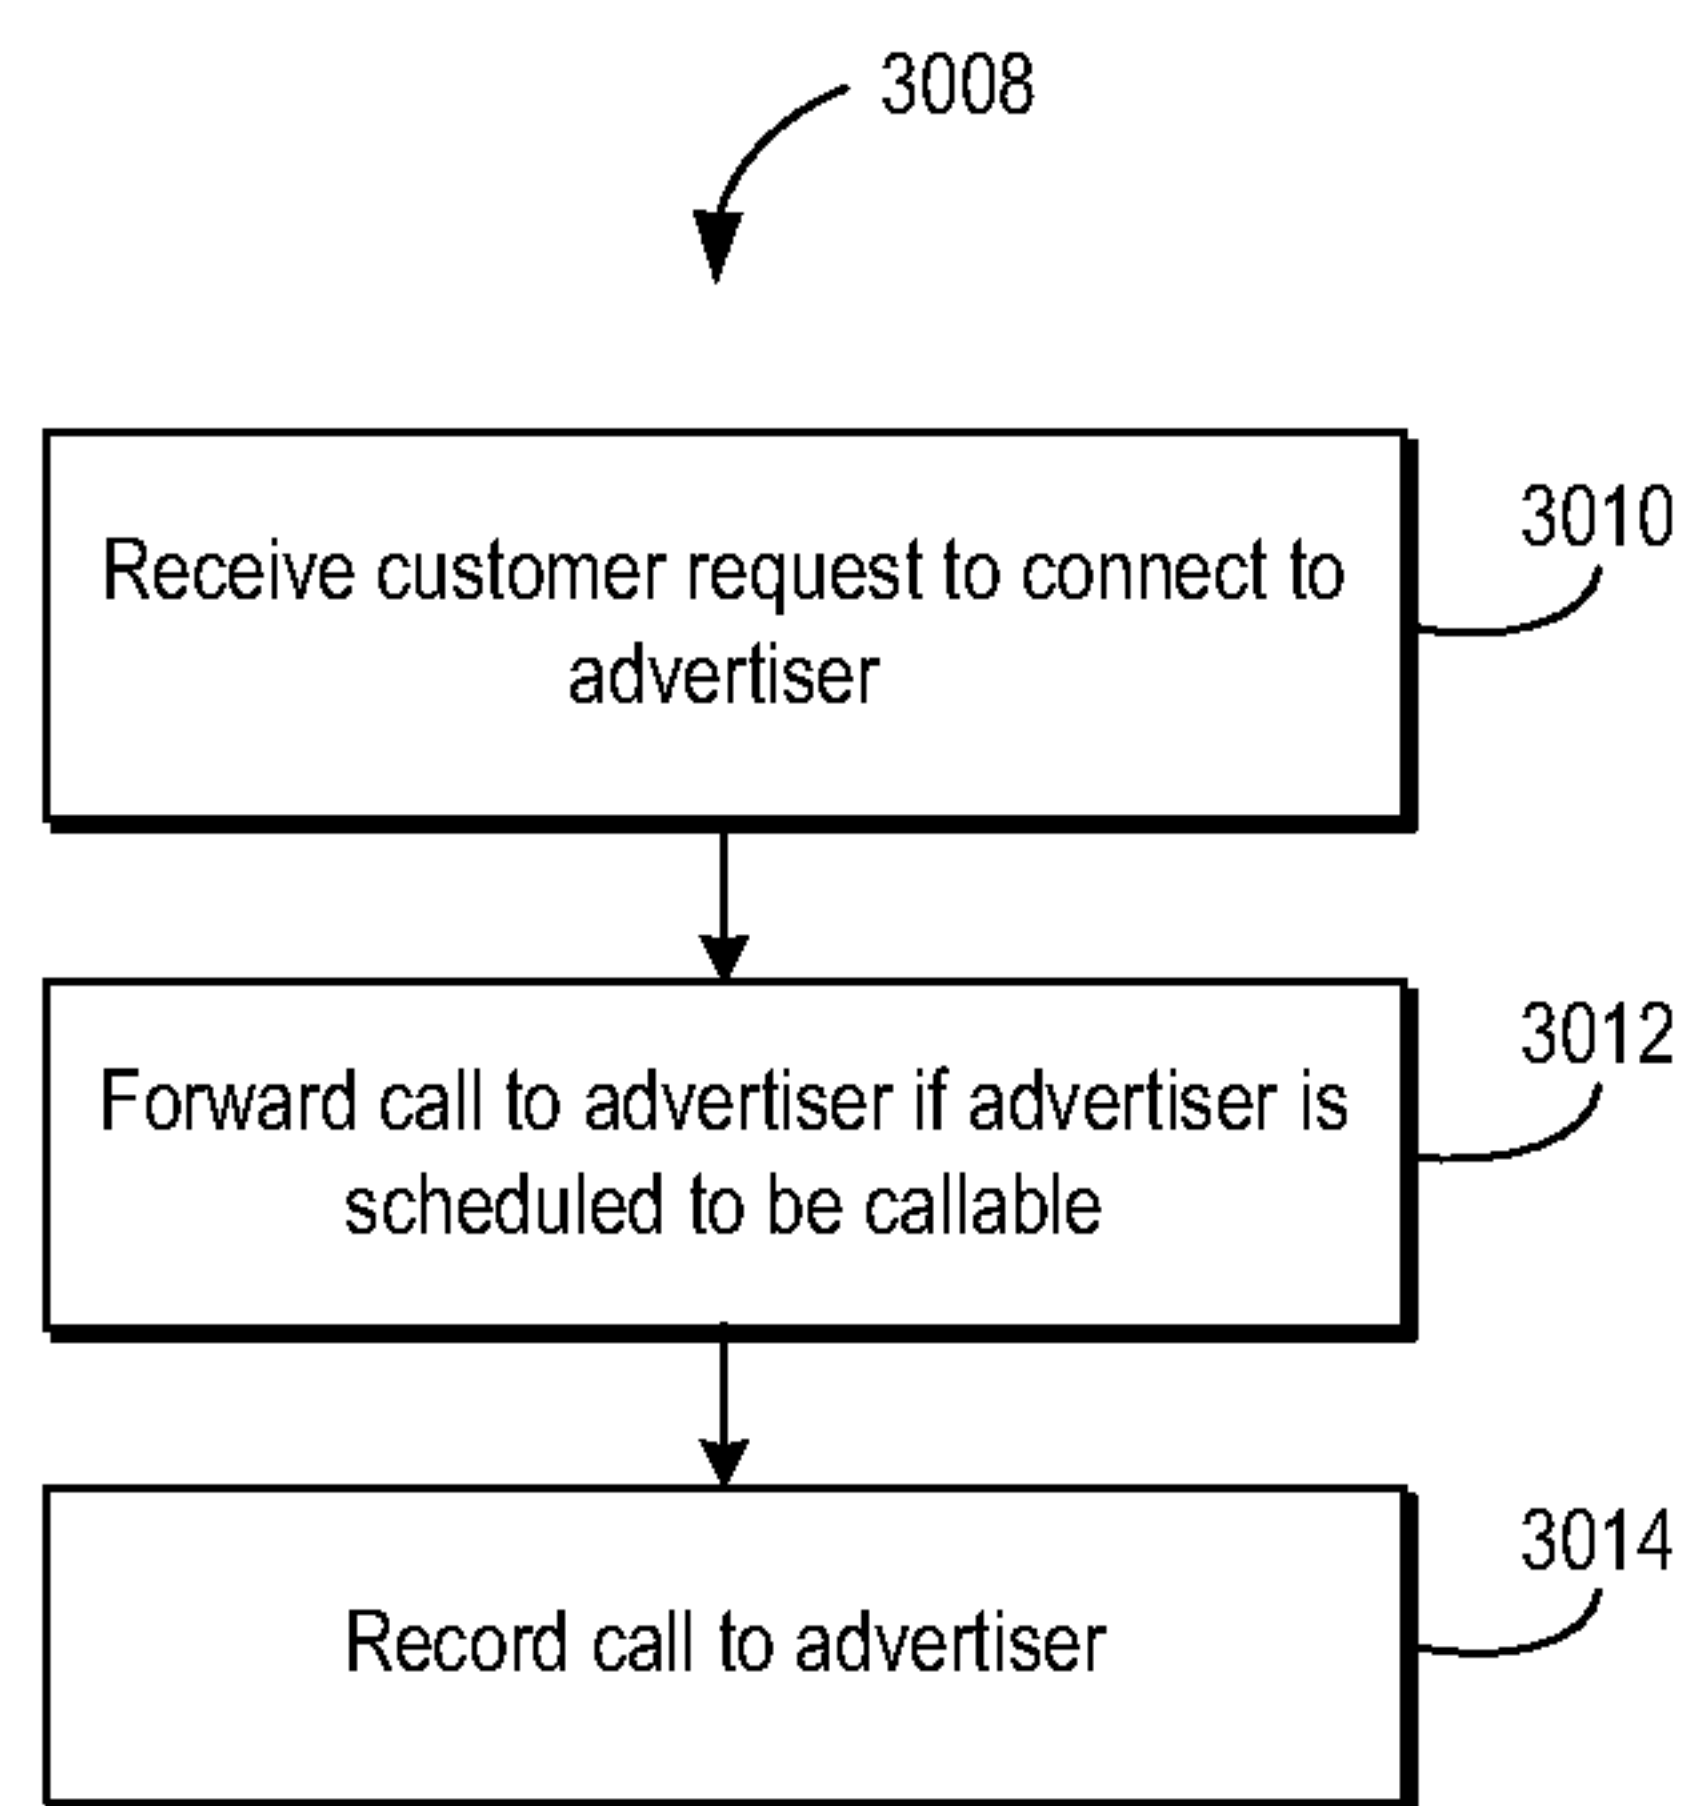 3008
Receive customer request to connect to
advertiser
3010
Forward call to advertiser if advertiser is
scheduled to be callable
3012
Record call to advertiser
3014